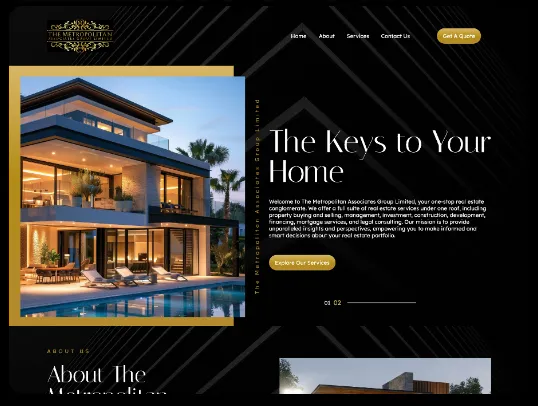 THE METROPOLITAN
ASSOCIATES GROUP LIMITED
Home About Services Contact Us Get A Quote
The Metropolitan Associates Group Limited
The Keys to Your
Home
Welcome to The Metropolitan Associates Group Limited, your one-stop real estate
conglomerate. We offer a full suite of real estate services under one roof, including
property buying and selling, management, investment, construction, development,
financing, mortgage services, and legal consulting. Our mission is to provide
unparalleled insights and perspectives, empowering you to make informed and
smart decisions about your real estate portfolio.
Explore Our Services
01 02
ABOUT US
About The
Metropolitan